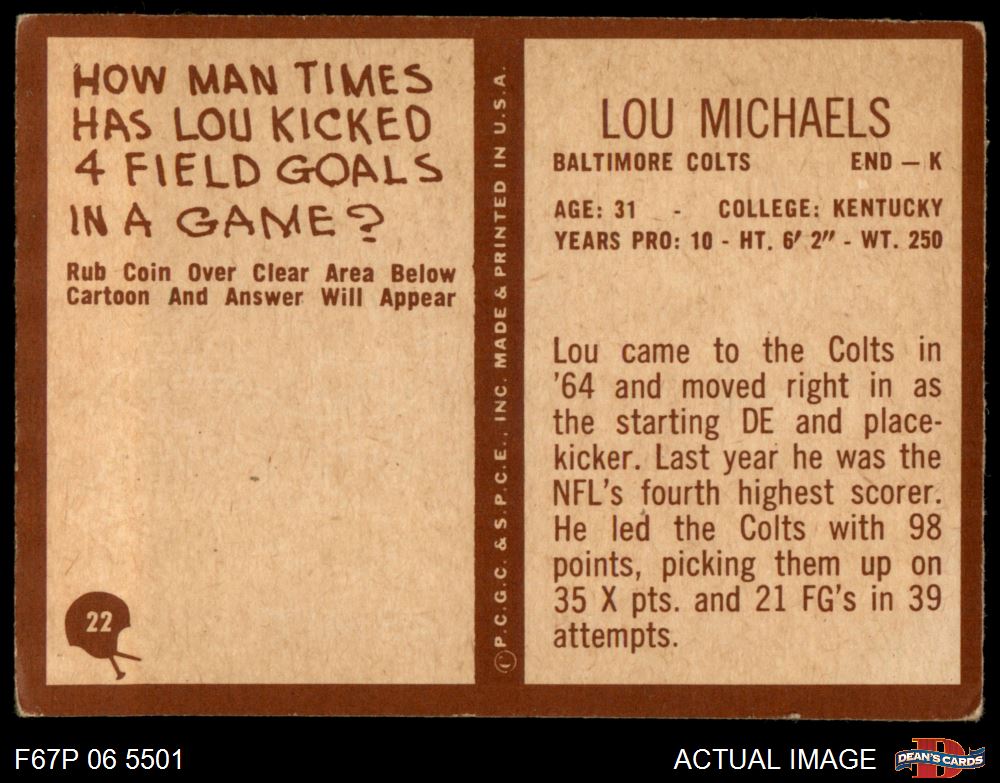 HOW MAN TIMES
HAS LOU KICKED
4 FIELD GOALS
IN A GAME?
Rub Coin Over Clear Area Below
Cartoon And Answer Will Appear
22
©P.C.G.C. & S.P.C.E., INC. MADE & PRINTED IN U.S.A.
LOU MICHAELS
BALTIMORE COLTS END – K
AGE: 31 - COLLEGE: KENTUCKY
YEARS PRO: 10 - HT. 6′ 2″ - WT. 250
Lou came to the Colts in
'64 and moved right in as
the starting DE and place-
kicker. Last year he was the
NFL's fourth highest scorer.
He led the Colts with 98
points, picking them up on
35 X pts. and 21 FG's in 39
attempts.
F67P 06 5501
ACTUAL IMAGE
D
DEAN'S CARDS